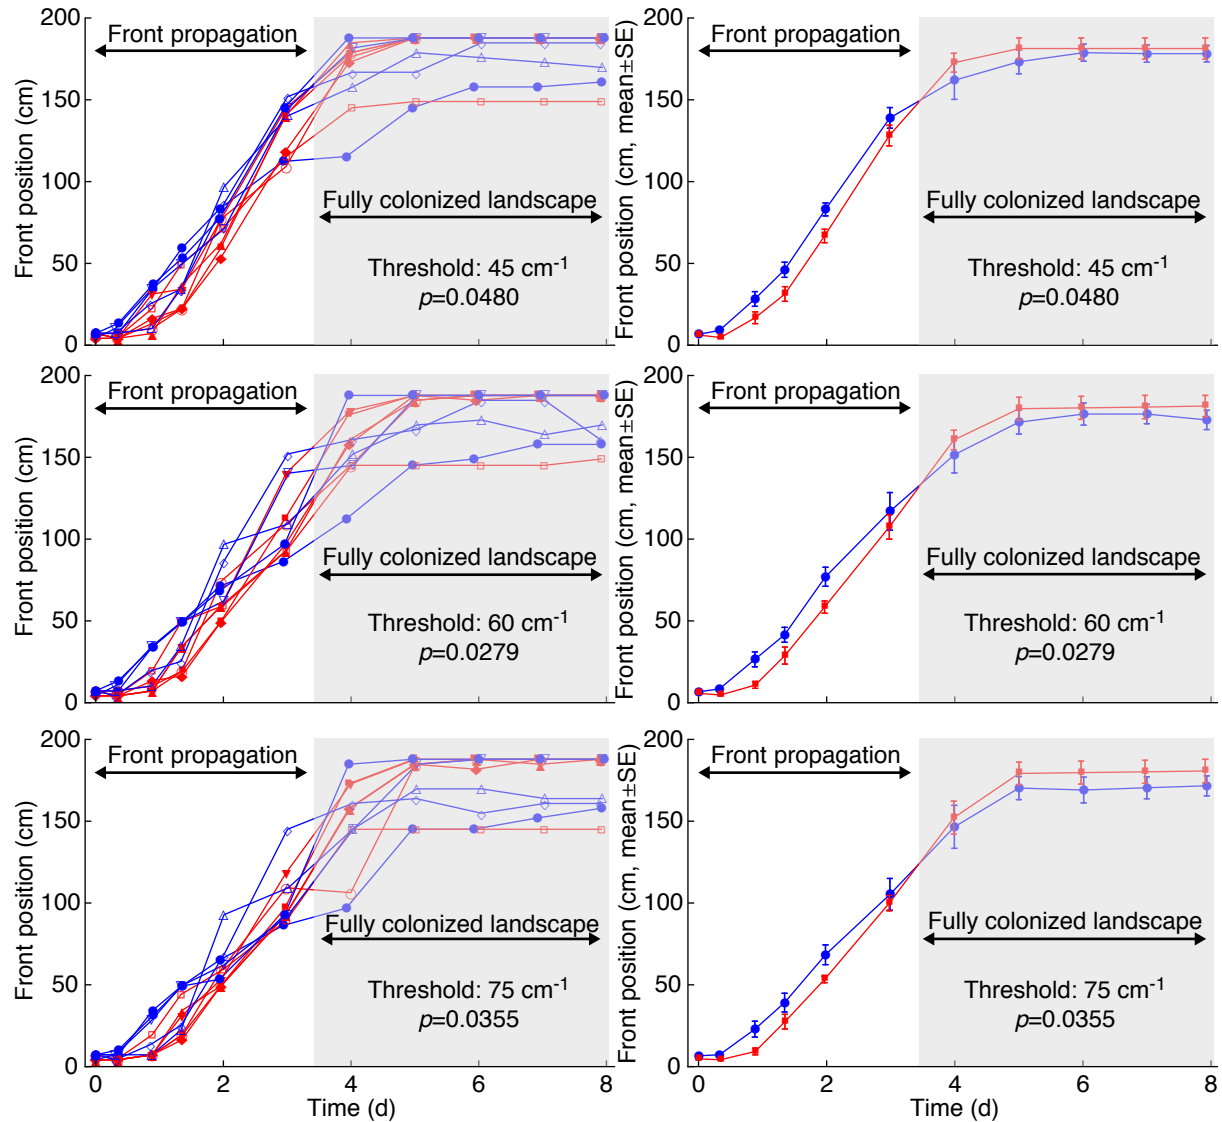 Front position (cm)
200
150
100
50
0
Front propagation
Fully colonized landscape
Threshold: 45 cm⁻¹
p=0.0480
Front position (cm, mean±SE)
200
150
100
50
0
Front propagation
Fully colonized landscape
Threshold: 45 cm⁻¹
p=0.0480
Front position (cm)
200
150
100
50
0
Front propagation
Fully colonized landscape
Threshold: 60 cm⁻¹
p=0.0279
Front position (cm, mean±SE)
200
150
100
50
0
Front propagation
Fully colonized landscape
Threshold: 60 cm⁻¹
p=0.0279
Front position (cm)
200
150
100
50
0
Front propagation
Fully colonized landscape
Threshold: 75 cm⁻¹
p=0.0355
0 2 4 6 8
Time (d)
Front position (cm, mean±SE)
200
150
100
50
0
Front propagation
Fully colonized landscape
Threshold: 75 cm⁻¹
p=0.0355
0 2 4 6 8
Time (d)